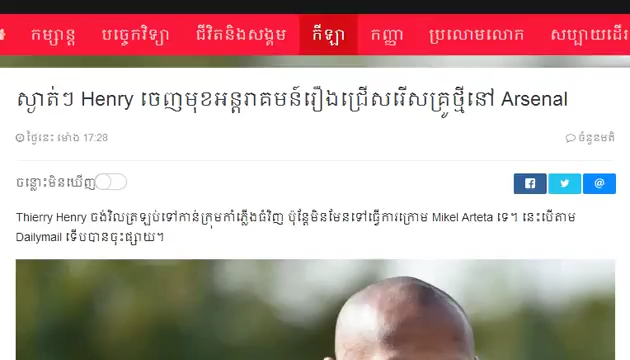 កម្សាន្ត បច្ចេកវិទ្យា ជីវិតនិងសង្គម កីឡា កញ្ញា ប្រលោមលោក សប្បាយដើរ
ស្ងាត់ៗ Henry ចេញមុខអន្តរាគមន៍រឿងជ្រើសរើសគ្រូថ្មីនៅ Arsenal
ថ្ងៃនេះ ម៉ោង 17:28 ចំនួនមតិ
ចន្លោះមិនឃើញ
Thierry Henry ចង់វិលត្រឡប់ទៅកាន់ក្រុមកាំភ្លើងធំវិញ ប៉ុន្តែមិនមែនទៅធ្វើការក្រោម Mikel Arteta ទេ។ នេះបើតាម
Dailymail ទើបបានចុះផ្សាយ។